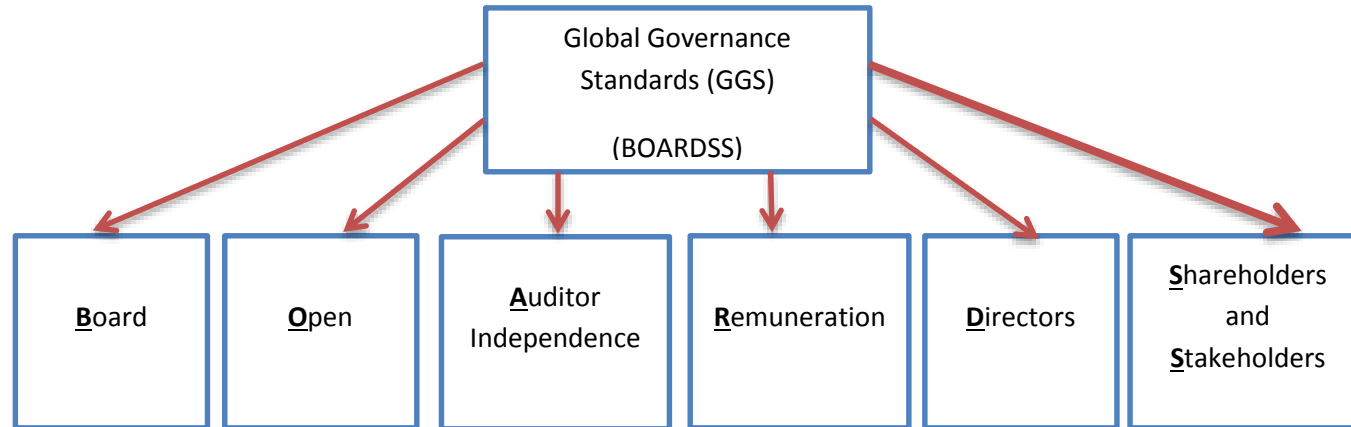 Global Governance
Standards (GGS)
(BOARDSS)
Board
Open
Auditor
Independence
Remuneration
Directors
Shareholders
and
Stakeholders